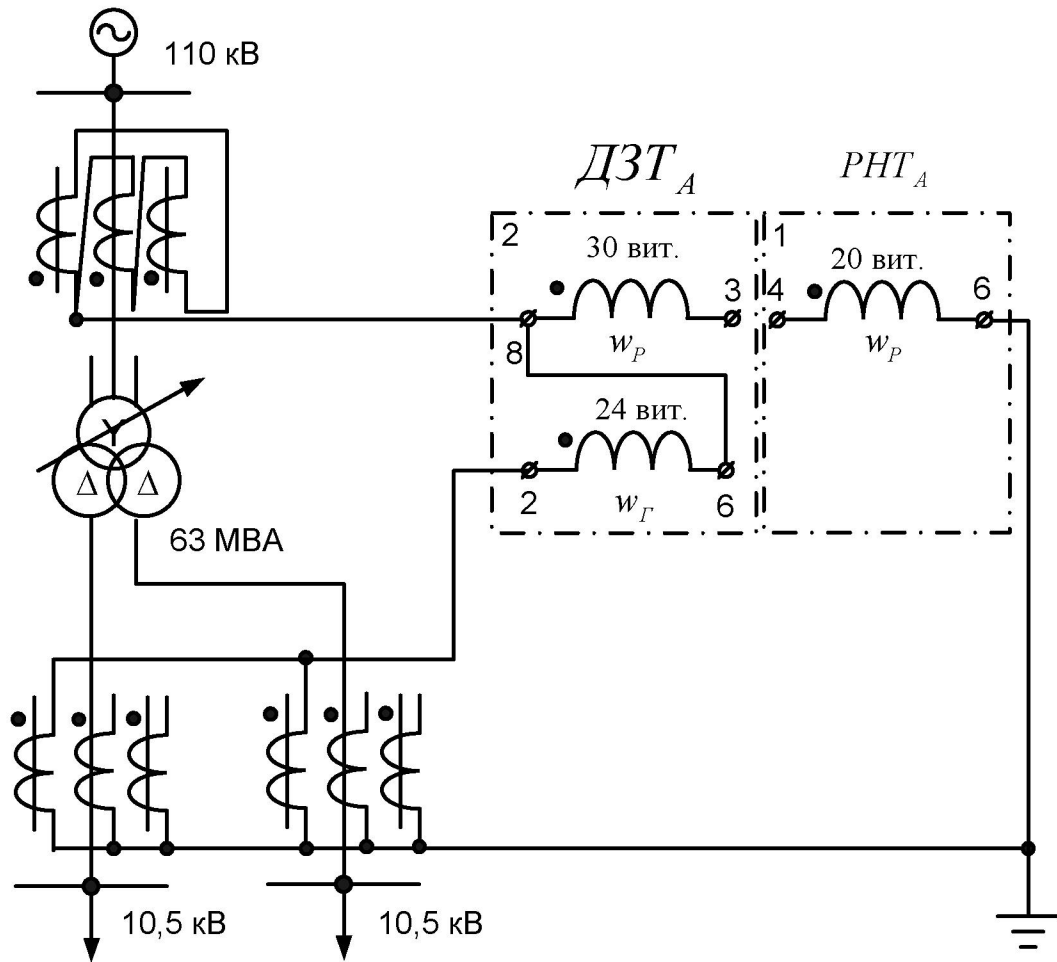 110 кВ
ДЗТ_А
РНТ_А
2
30 вит.
3
8
w_Р
1
20 вит.
4
6
w_Р
24 вит.
2
6
w_Г
Y
Δ Δ
63 МВА
10,5 кВ
10,5 кВ